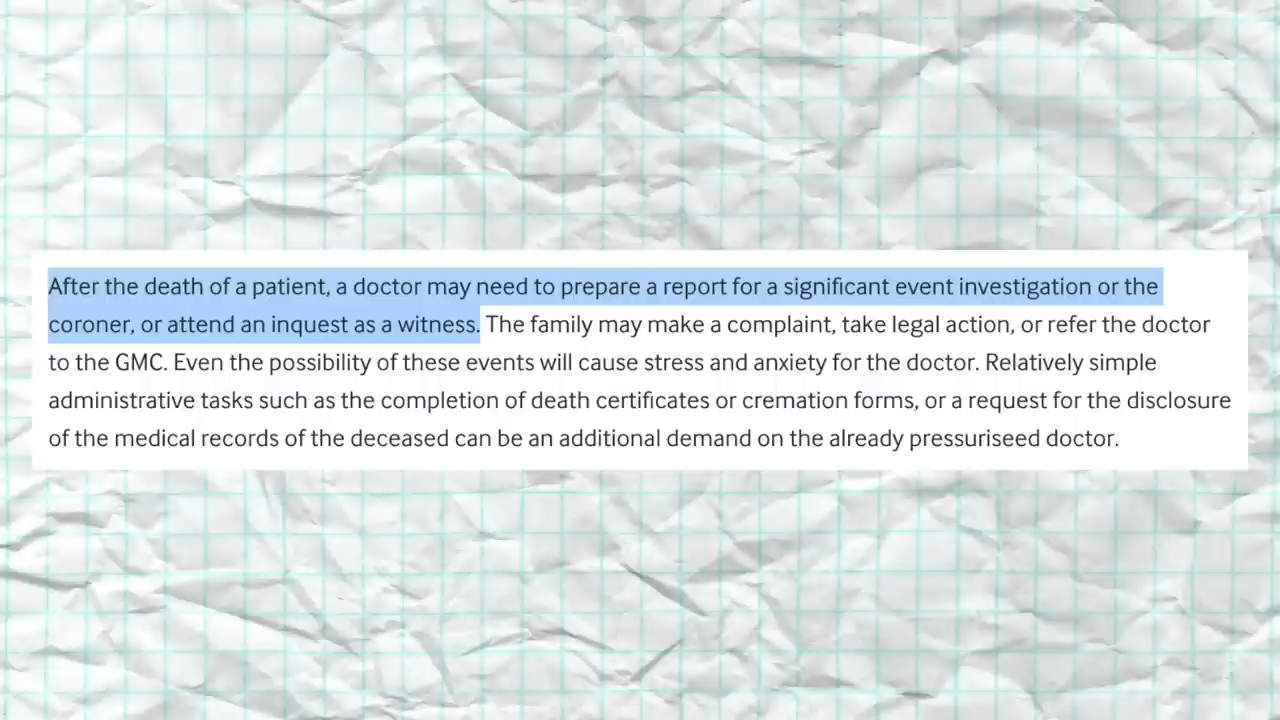 After the death of a patient, a doctor may need to prepare a report for a significant event investigation or the
coroner, or attend an inquest as a witness. The family may make a complaint, take legal action, or refer the doctor
to the GMC. Even the possibility of these events will cause stress and anxiety for the doctor. Relatively simple
administrative tasks such as the completion of death certificates or cremation forms, or a request for the disclosure
of the medical records of the deceased can be an additional demand on the already pressuriseed doctor.